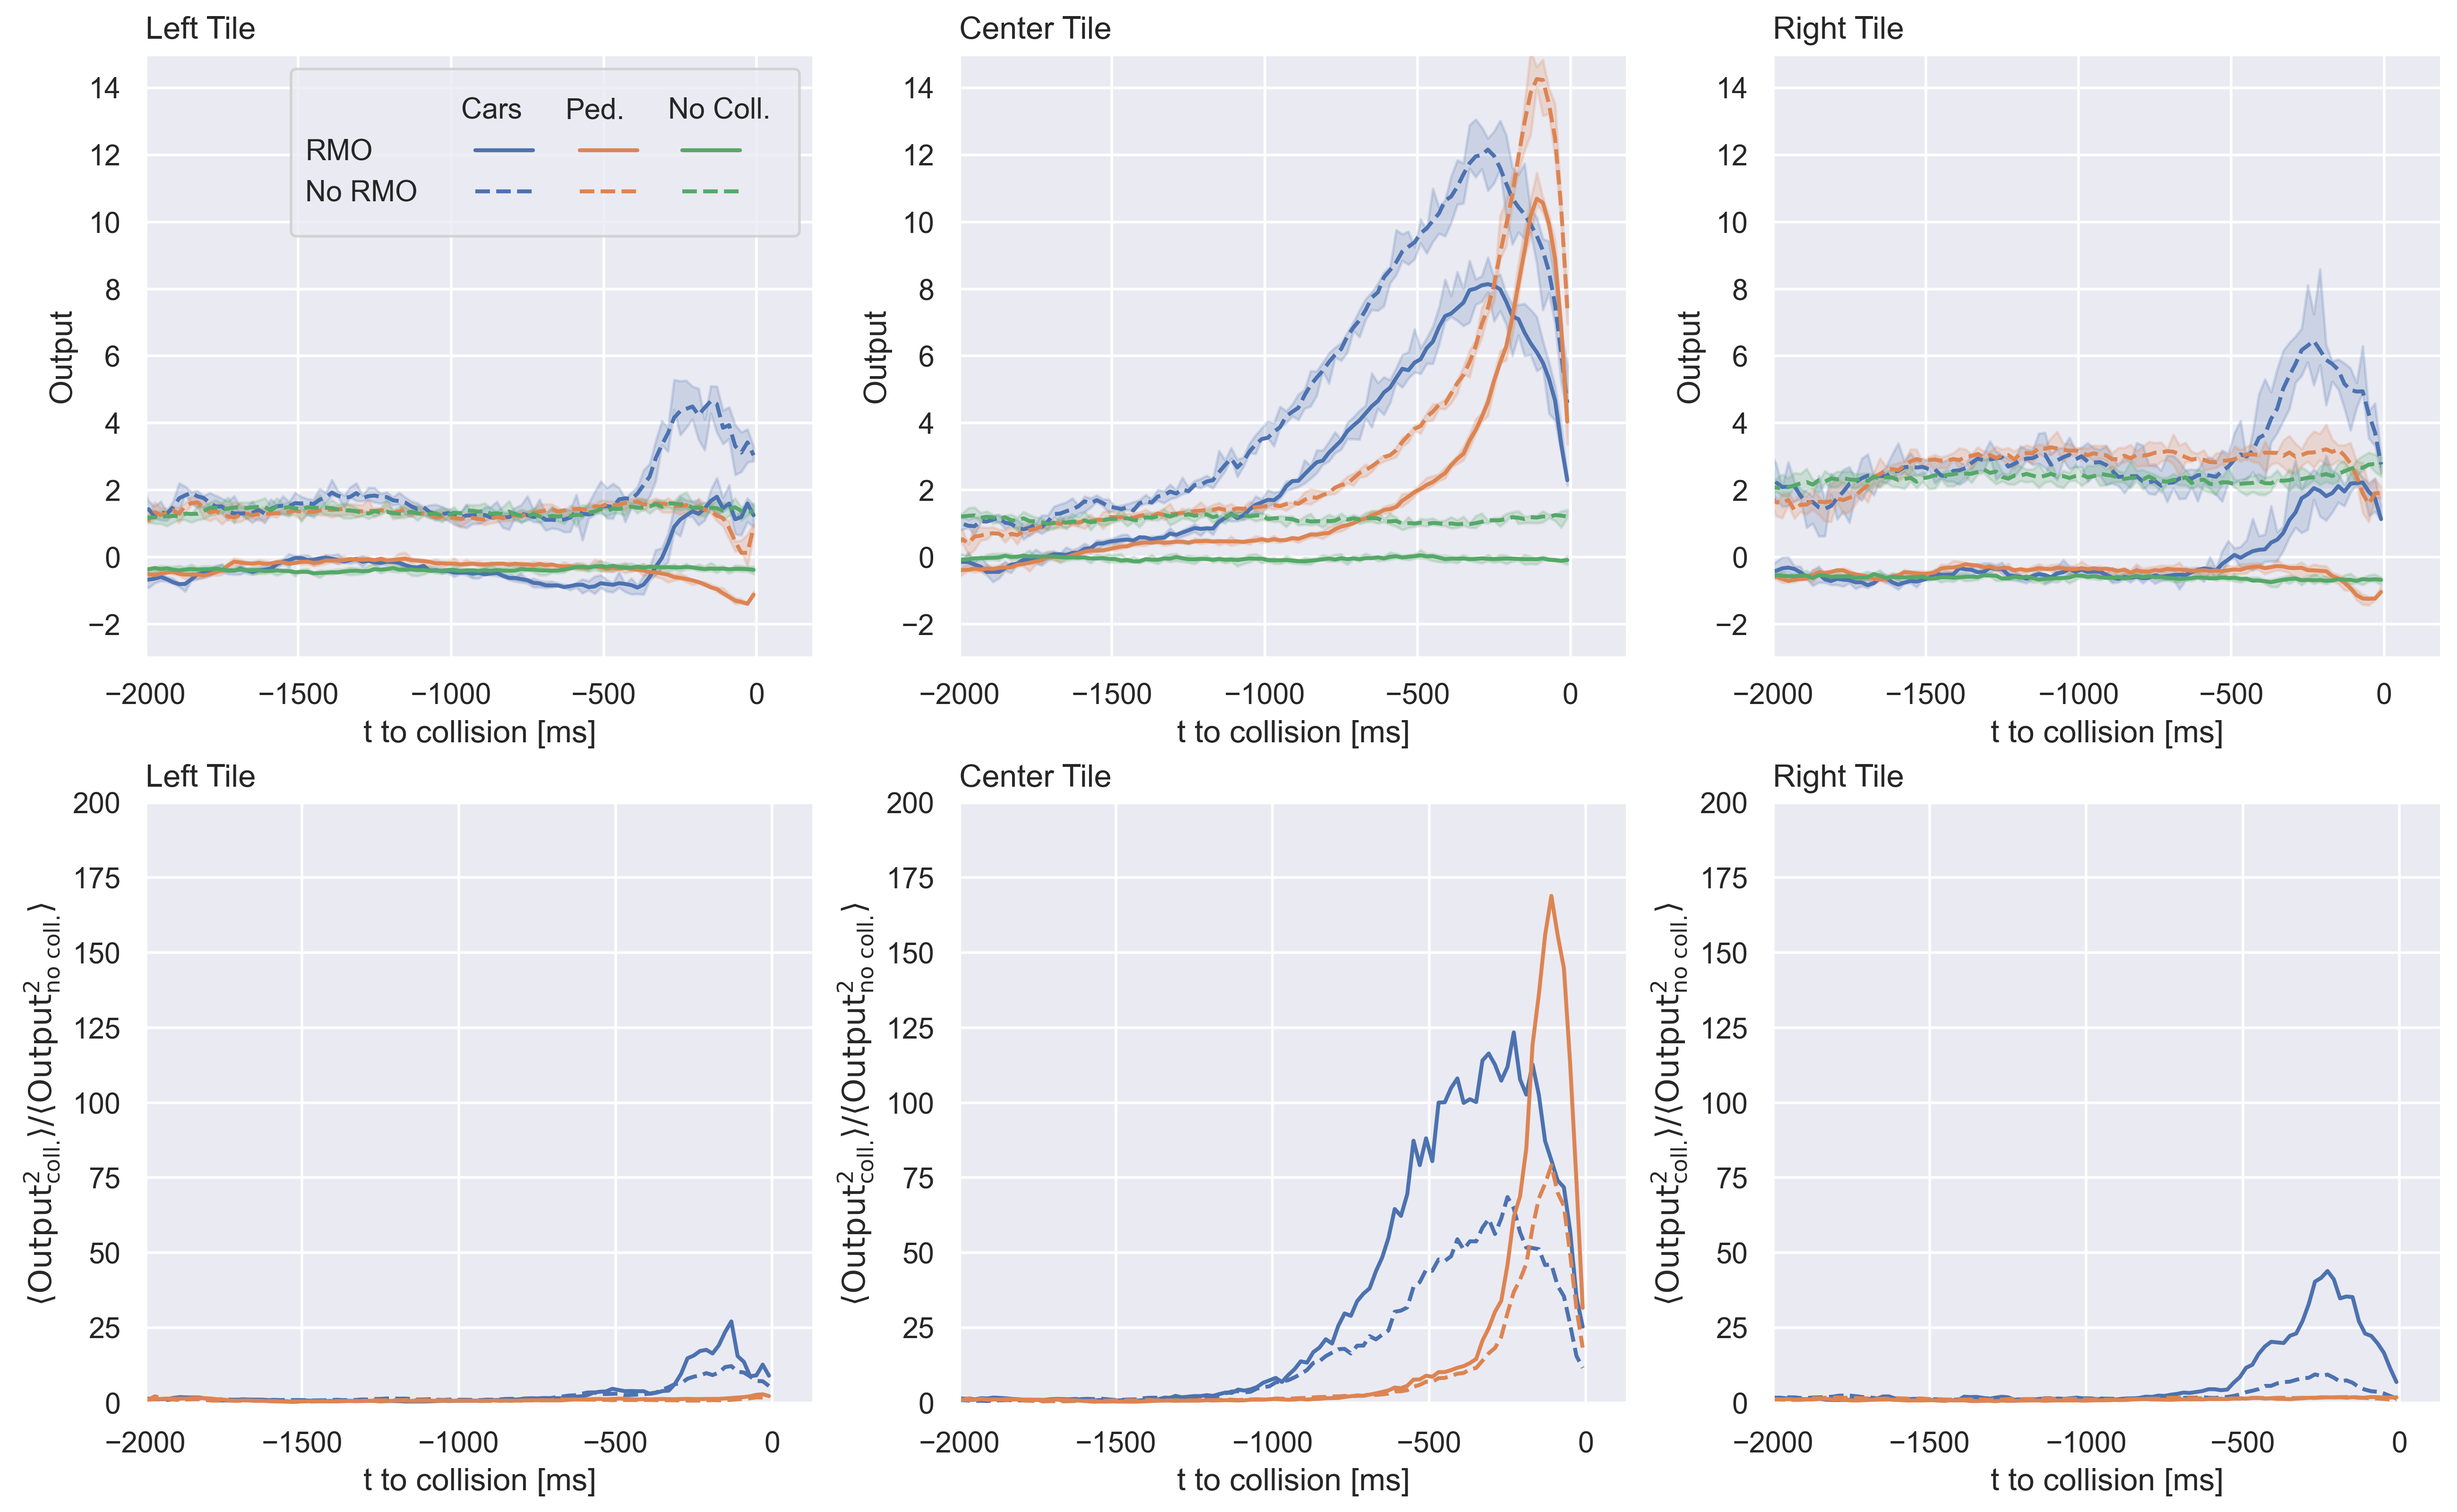 Left Tile
Center Tile
Right Tile
14
12
10
8
6
4
2
0
−2
Output
Cars Ped. No Coll.
RMO
No RMO
−2000 −1500 −1000 −500 0
t to collision [ms]
14
12
10
8
6
4
2
0
−2
Output
−2000 −1500 −1000 −500 0
t to collision [ms]
14
12
10
8
6
4
2
0
−2
Output
−2000 −1500 −1000 −500 0
t to collision [ms]
Left Tile
Center Tile
Right Tile
200
175
150
125
100
75
50
25
0
⟨Output²coll.⟩/⟨Output²no coll.⟩
−2000 −1500 −1000 −500 0
t to collision [ms]
200
175
150
125
100
75
50
25
0
⟨Output²coll.⟩/⟨Output²no coll.⟩
−2000 −1500 −1000 −500 0
t to collision [ms]
200
175
150
125
100
75
50
25
0
⟨Output²coll.⟩/⟨Output²no coll.⟩
−2000 −1500 −1000 −500 0
t to collision [ms]